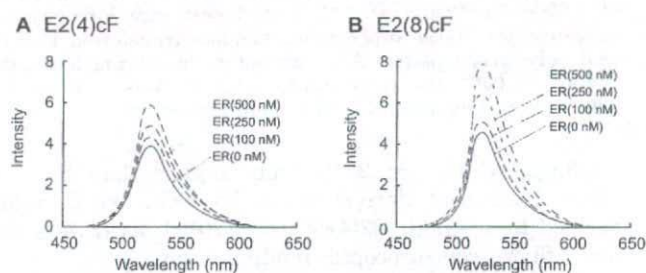 A E2(4)cF
8
6
4
2
0
Intensity
ER(500 nM)
ER(250 nM)
ER(100 nM)
ER(0 nM)
450 500 550 600 650
Wavelength (nm)
B E2(8)cF
8
6
4
2
0
Intensity
ER(500 nM)
ER(250 nM)
ER(100 nM)
ER(0 nM)
450 500 550 600 650
Wavelength (nm)